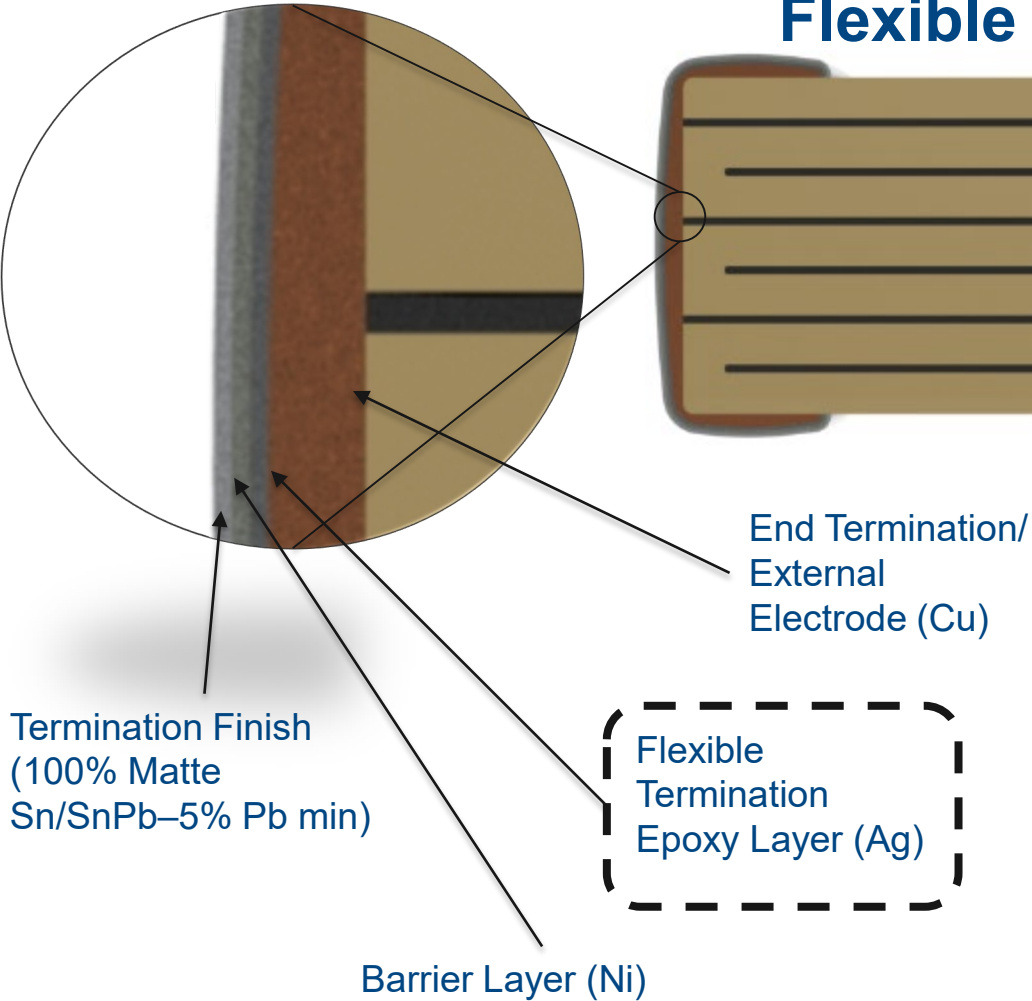 Flexible
End Termination/
External
Electrode (Cu)
Termination Finish
(100% Matte
Sn/SnPb–5% Pb min)
Flexible
Termination
Epoxy Layer (Ag)
Barrier Layer (Ni)